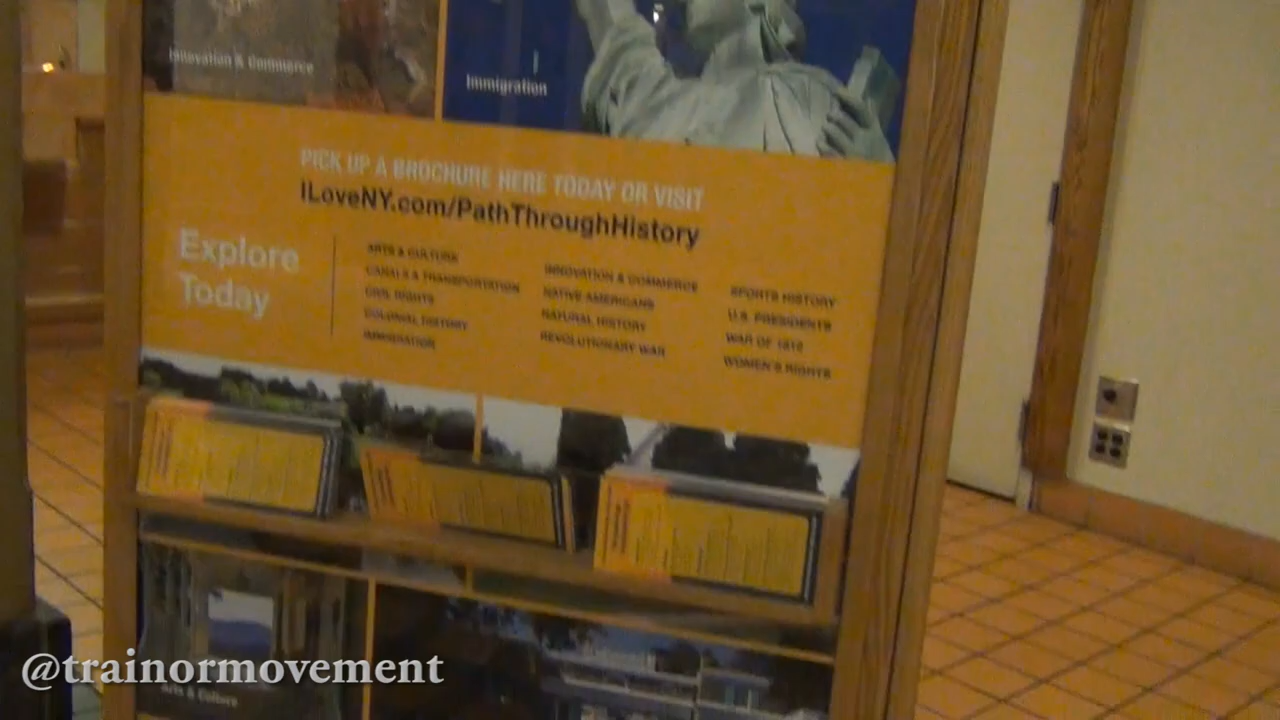 Innovation & Commerce
Immigration
PICK UP A BROCHURE HERE TODAY OR VISIT
ILoveNY.com/PathThroughHistory
Explore
Today
ARTS & CULTURE
CANALS & TRANSPORTATION
CIVIL RIGHTS
COLONIAL HISTORY
IMMIGRATION
INNOVATION & COMMERCE
NATIVE AMERICANS
NATURAL HISTORY
REVOLUTIONARY WAR
SPORTS HISTORY
U.S. PRESIDENTS
WAR OF 1812
WOMEN'S RIGHTS
Arts & Culture
@trainormovement